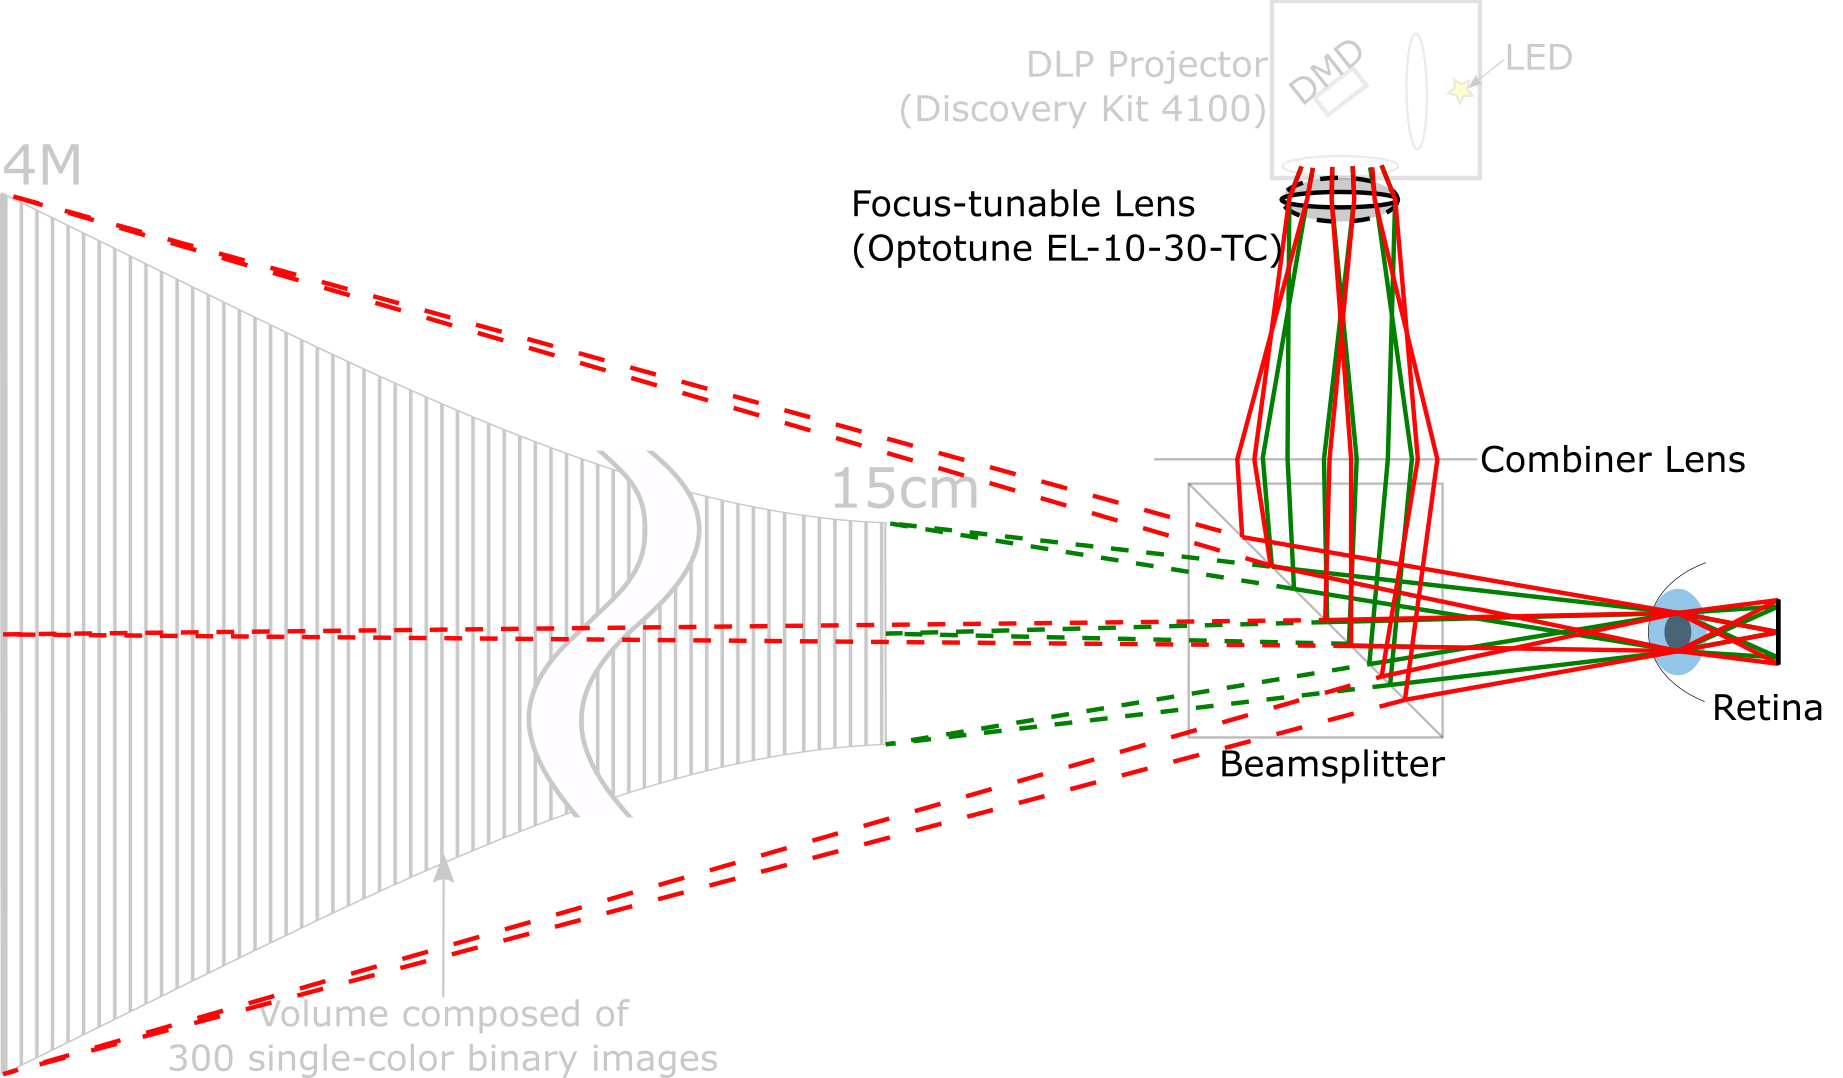 DLP Projector
(Discovery Kit 4100)
DMD
LED
4M
Focus-tunable Lens
(Optotune EL-10-30-TC)
Combiner Lens
15cm
Retina
Beamsplitter
Volume composed of
300 single-color binary images